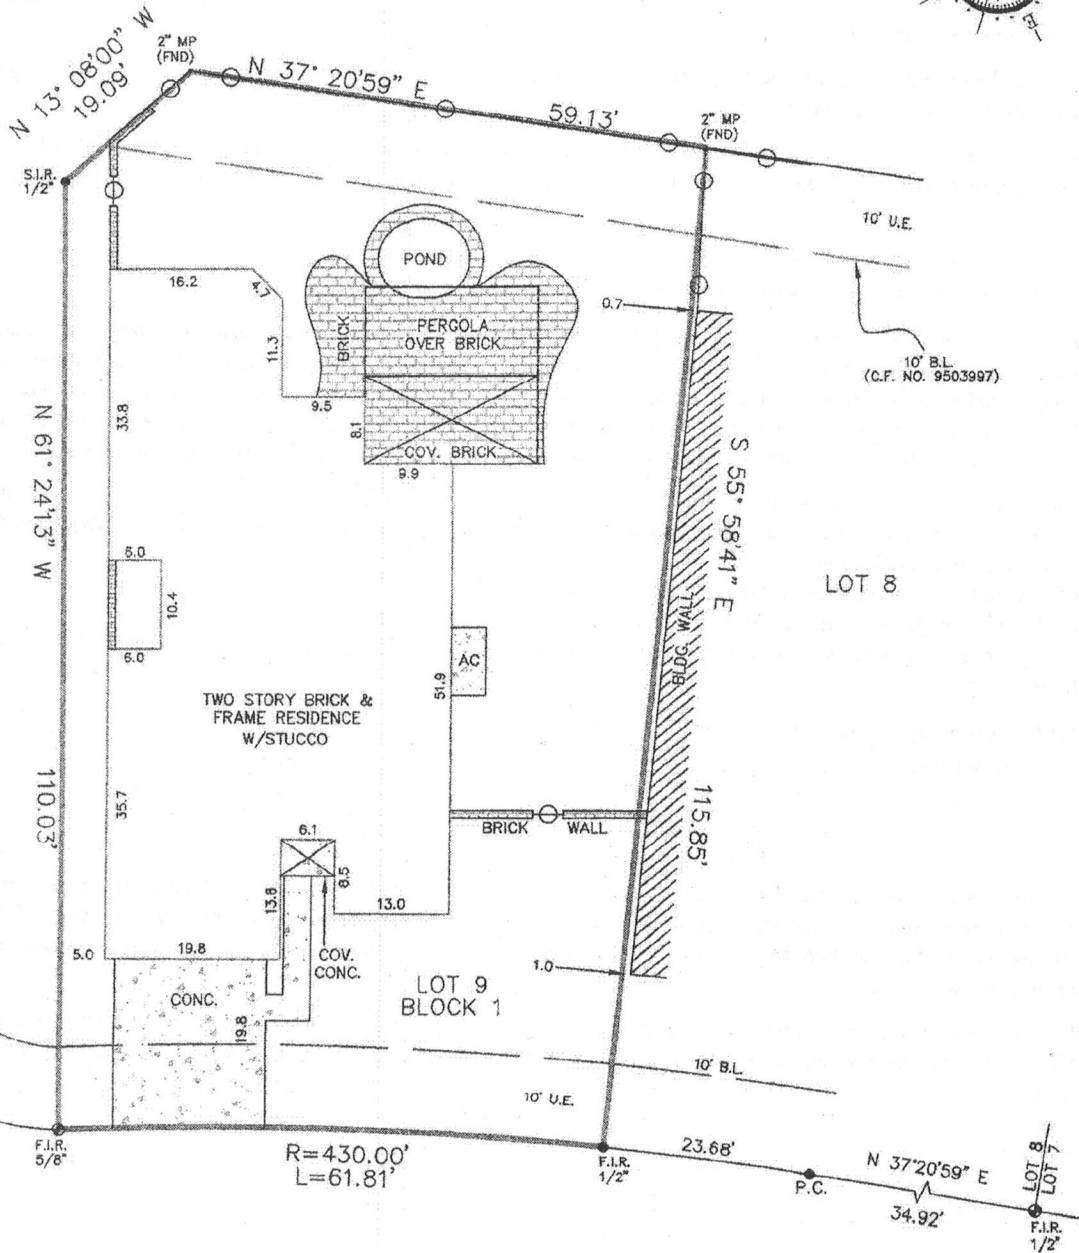 E
2" MP
(FND)
N 13° 08'00" W
19.09'
N 37° 20'59" E
59.13'
2" MP
(FND)
S.I.R.
1/2"
10' U.E.
POND
16.2
4.7
0.7
PERGOLA
OVER BRICK
BRICK
11.3
10' B.L.
(C.F. NO. 9503997)
9.5
8.1
33.8
COV. BRICK
9.9
N 61° 24'13" W
S 55° 58'41" E
6.0
10.4
6.0
LOT 8
BLDG. WALL
AC
51.9
TWO STORY BRICK &
FRAME RESIDENCE
W/STUCCO
110.03'
35.7
115.85'
BRICK WALL
6.1
8.5
13.8
13.0
5.0
19.8
COV.
CONC.
1.0
LOT 9
BLOCK 1
CONC.
19.8
10' B.L.
10' U.E.
F.I.R.
5/8"
R=430.00'
L=61.81'
F.I.R.
1/2"
23.68'
P.C.
N 37°20'59" E
34.92'
LOT 8
LOT 7
F.I.R.
1/2"